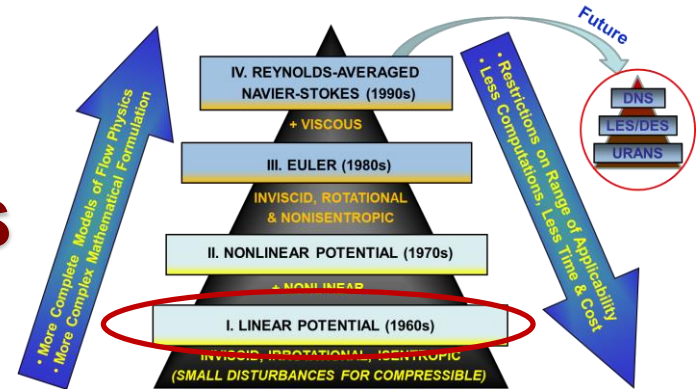 IV. REYNOLDS-AVERAGED
NAVIER-STOKES (1990s)
+ VISCOUS
III. EULER (1980s)
INVISCID, ROTATIONAL
& NONISENTROPIC
II. NONLINEAR POTENTIAL (1970s)
+ NONLINEAR
I. LINEAR POTENTIAL (1960s)
INVISCID, IRROTATIONAL, ISENTROPIC
(SMALL DISTURBANCES FOR COMPRESSIBLE)
• More Complete Models of Flow Physics
• More Complex Mathematical Formulation
• Restrictions on Range of Applicability
• Less Computations, Less Time & Cost
Future
DNS
LES/DES
URANS
s